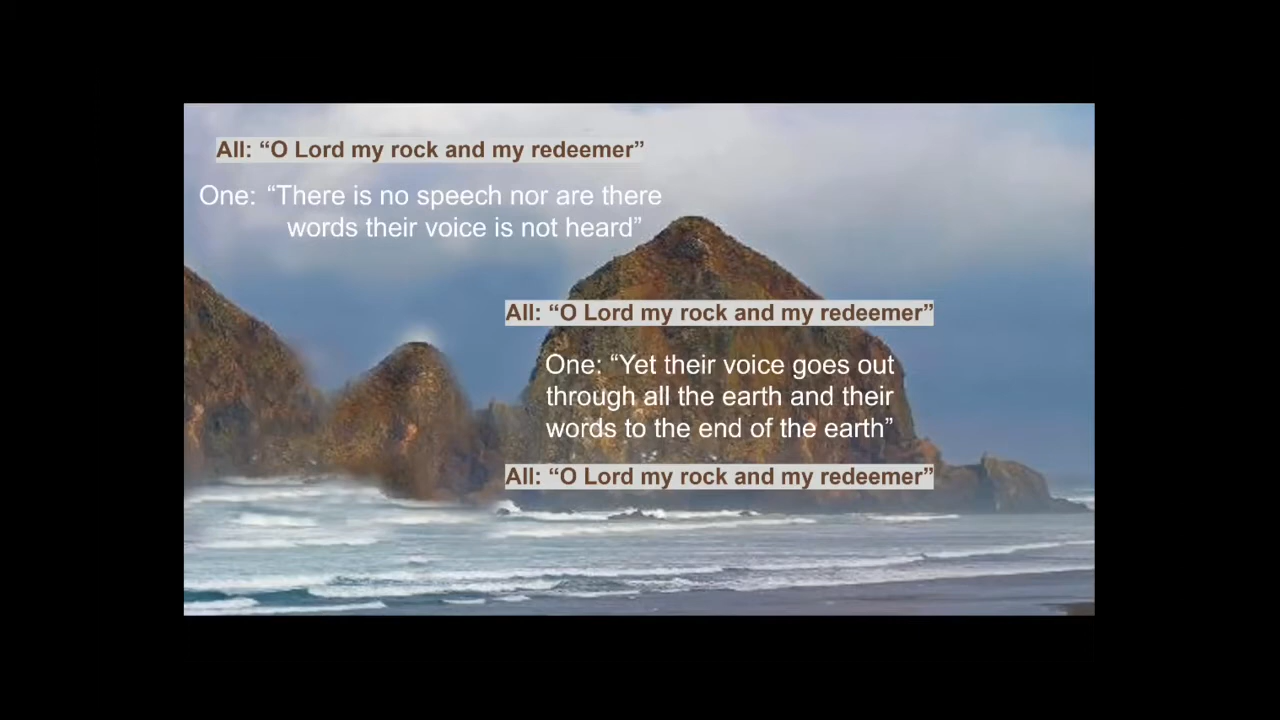 All: “O Lord my rock and my redeemer”
One: “There is no speech nor are there
words their voice is not heard”
All: “O Lord my rock and my redeemer”
One: “Yet their voice goes out
through all the earth and their
words to the end of the earth”
All: “O Lord my rock and my redeemer”